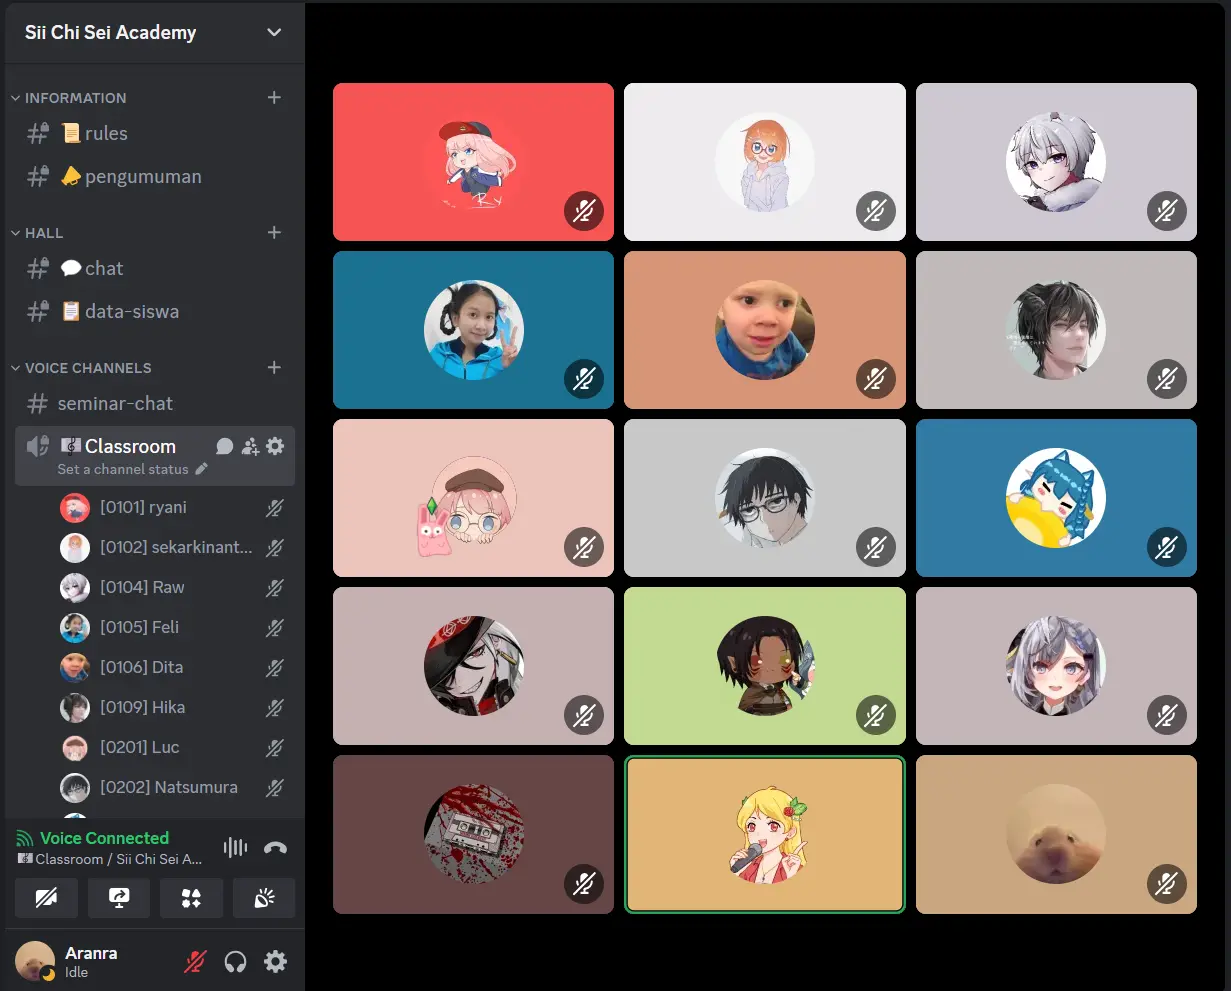 Sii Chi Sei Academy
INFORMATION
rules
pengumuman
HALL
chat
data-siswa
VOICE CHANNELS
seminar-chat
Classroom
Set a channel status
[0101] ryani
[0102] sekarkinant...
[0104] Raw
[0105] Feli
[0106] Dita
[0109] Hika
[0201] Luc
[0202] Natsumura
Voice Connected
Classroom / Sii Chi Sei A...
Aranra
Idle